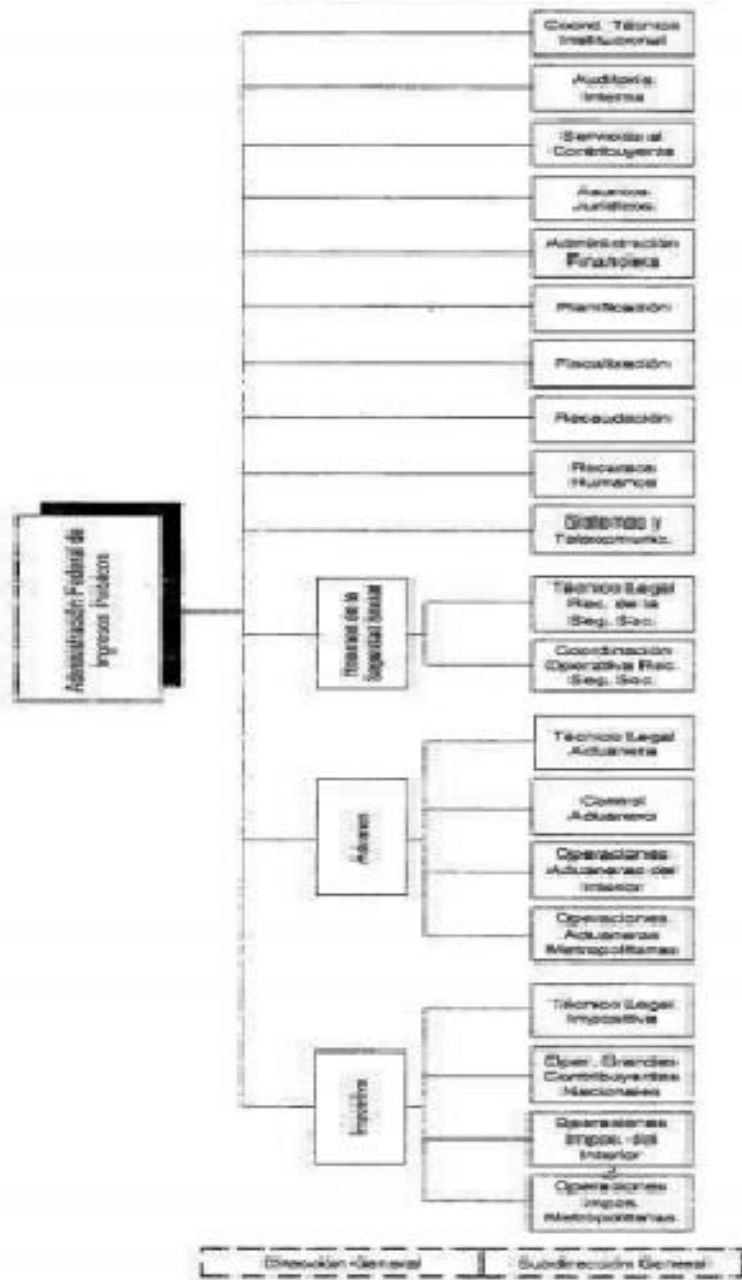 Coord. Técnico
Institucional
Auditoría
Interna
Servicios al
Contribuyente
Asuntos
Jurídicos
Administración
Financiera
Planificación
Fiscalización
Recaudación
Recursos
Humanos
Sistemas y
Telecomunic.
Administración Federal de
Ingresos Públicos
Recursos de la
Seguridad Social
Técnico Legal
Rec. de la
Seg. Soc.
Coordinación
Operativa Rec.
Seg. Soc.
Aduanas
Técnico Legal
Aduanera
Control
Aduanero
Operaciones
Aduaneras del
Interior
Operaciones
Aduaneras
Metropolitanas
Impositiva
Técnico Legal
Impositiva
Oper. Grandes
Contribuyentes
Nacionales
Operaciones
Impos. del
Interior
Operaciones
Impos.
Metropolitanas
Dirección General
Subdirección General